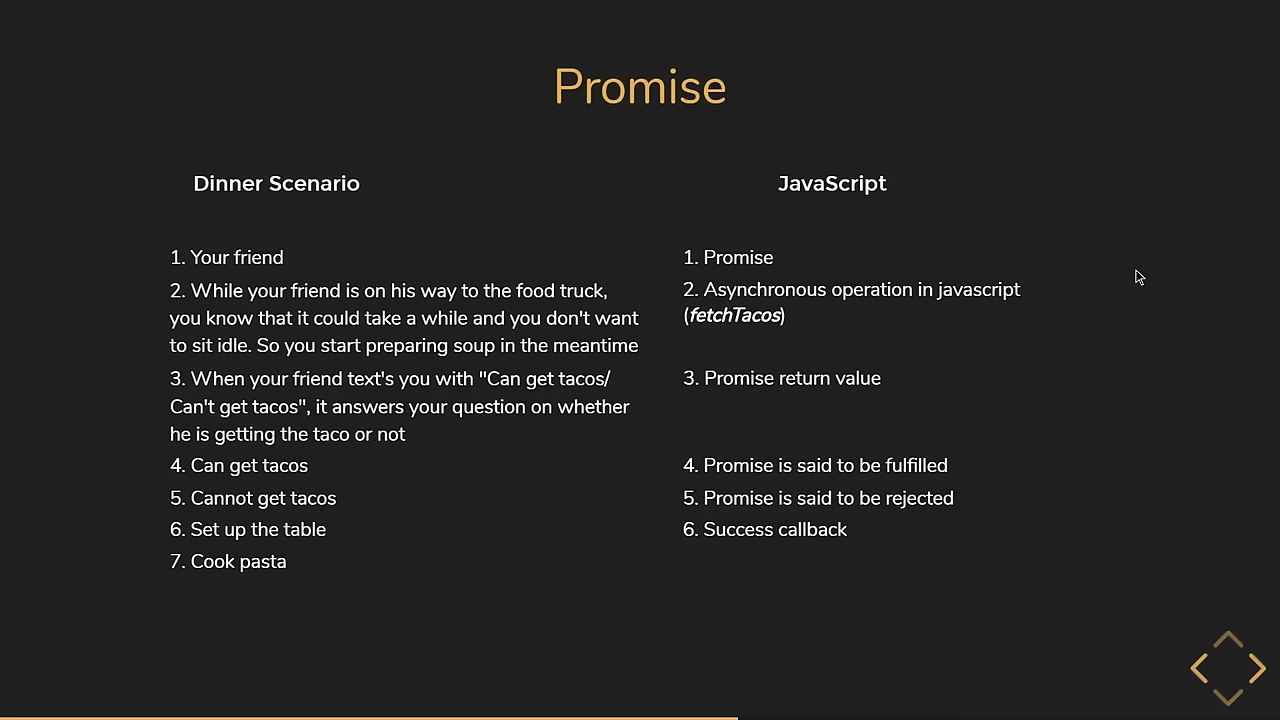 Promise
Dinner Scenario
1. Your friend
2. While your friend is on his way to the food truck,
you know that it could take a while and you don't want
to sit idle. So you start preparing soup in the meantime
3. When your friend text's you with "Can get tacos/
Can't get tacos", it answers your question on whether
he is getting the taco or not
4. Can get tacos
5. Cannot get tacos
6. Set up the table
7. Cook pasta
JavaScript
1. Promise
2. Asynchronous operation in javascript
(fetchTacos)
3. Promise return value
4. Promise is said to be fulfilled
5. Promise is said to be rejected
6. Success callback